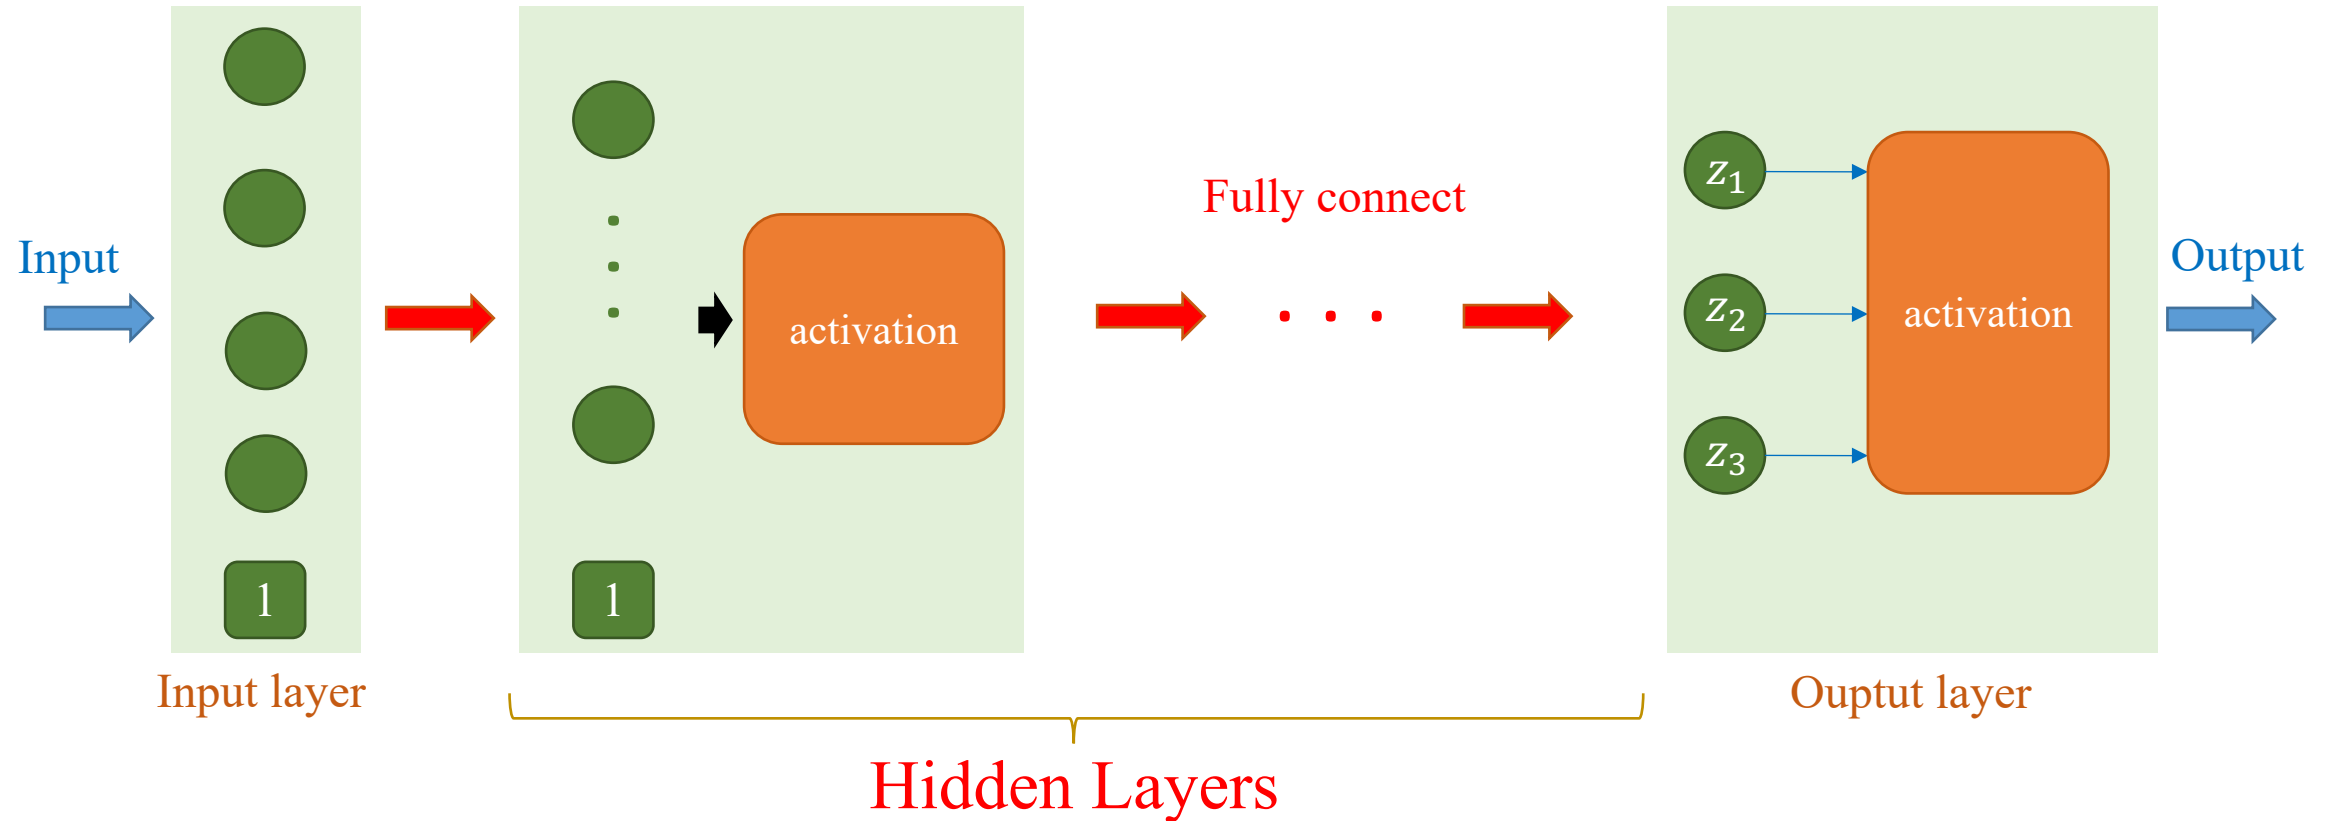 Input
1
Input layer
activation
1
Fully connect
Hidden Layers
z₁
z₂
z₃
activation
Ouptut layer
Output